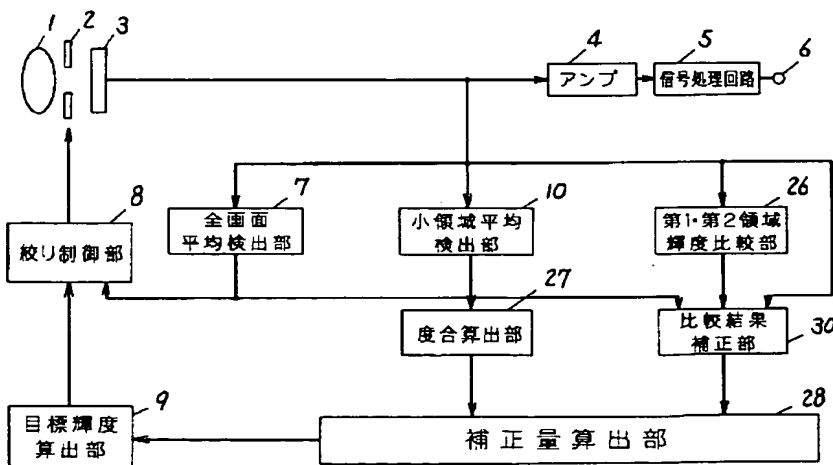 1
2
3
4
5
6
アンプ
信号処理回路
8
7
10
26
絞り制御部
全画面
平均検出部
小領域平均
検出部
第1・第2領域
輝度比較部
27
度合算出部
比較結果
補正部
30
9
目標輝度
算出部
28
補正量算出部